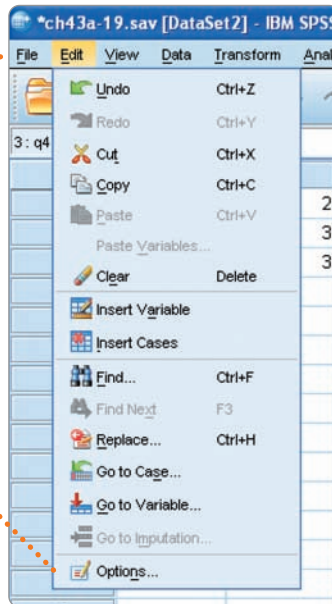 *ch43a-19.sav [DataSet2] - IBM SPSS
File Edit View Data Transform Anal
3 : q4
Undo Ctrl+Z
Redo Ctrl+Y
Cut Ctrl+X
Copy Ctrl+C
Paste Ctrl+V
Paste Variables...
Clear Delete
Insert Variable
Insert Cases
Find... Ctrl+F
Find Next F3
Replace... Ctrl+H
Go to Case...
Go to Variable...
Go to Imputation...
Options...
2
3
3